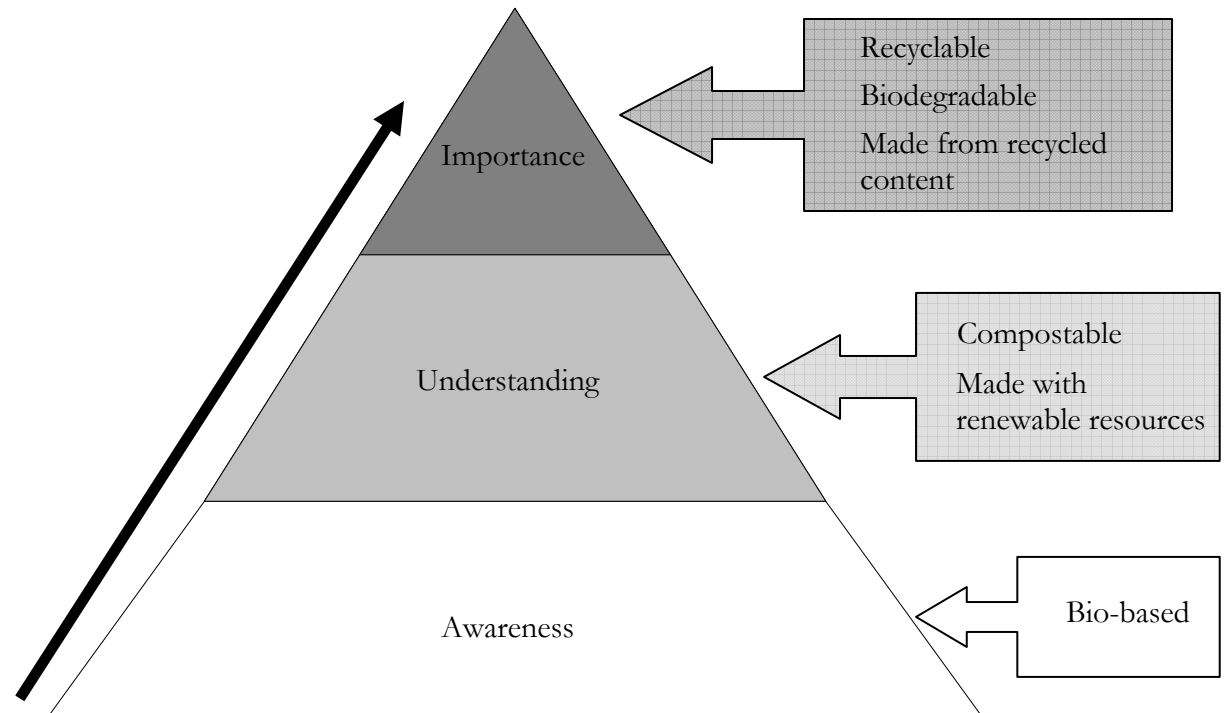 Recyclable
Biodegradable
Made from recycled
content
Importance
Compostable
Made with
renewable resources
Understanding
Bio-based
Awareness